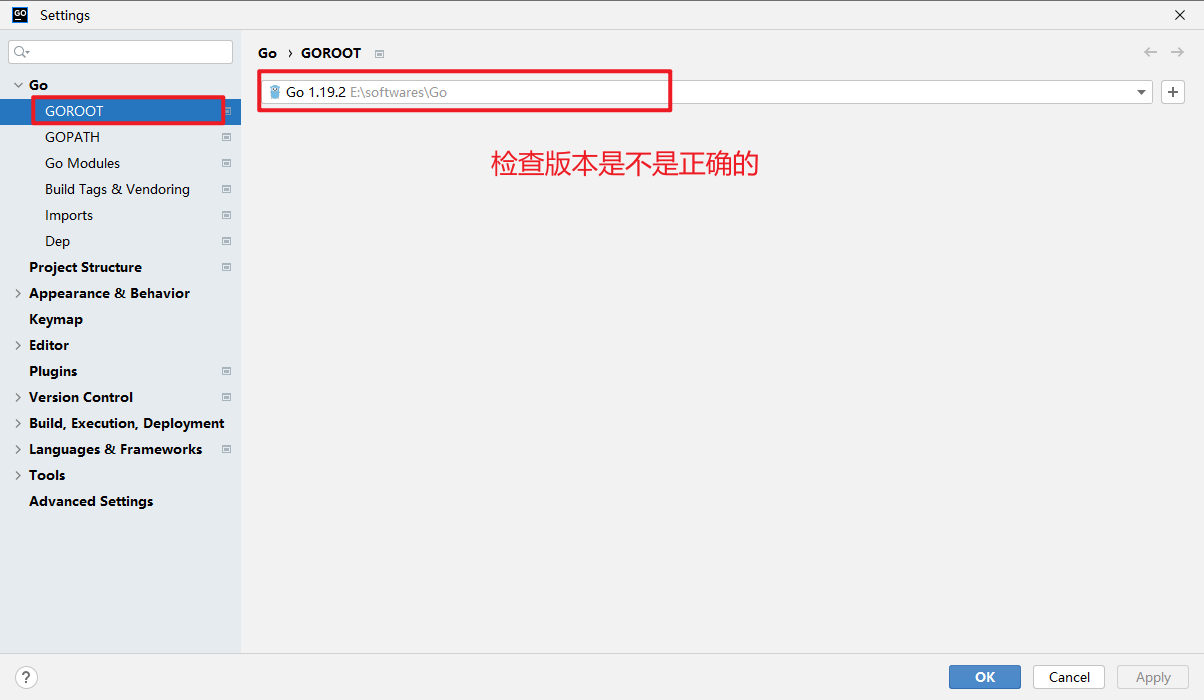 GO Settings
Go › GOROOT
Go
Go 1.19.2 E:\softwares\Go
GOROOT
GOPATH
检查版本是不是正确的
Go Modules
Build Tags & Vendoring
Imports
Dep
Project Structure
Appearance & Behavior
Keymap
Editor
Plugins
Version Control
Build, Execution, Deployment
Languages & Frameworks
Tools
Advanced Settings
?
OK Cancel Apply